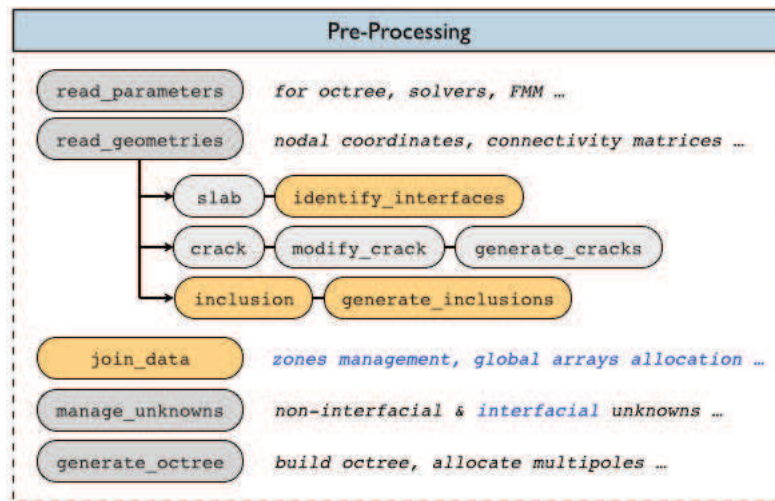 Pre-Processing
read_parameters for octree, solvers, FMM …
read_geometries nodal coordinates, connectivity matrices …
slab identify_interfaces
crack modify_crack generate_cracks
inclusion generate_inclusions
join_data zones management, global arrays allocation …
manage_unknowns non-interfacial & interfacial unknowns …
generate_octree build octree, allocate multipoles …